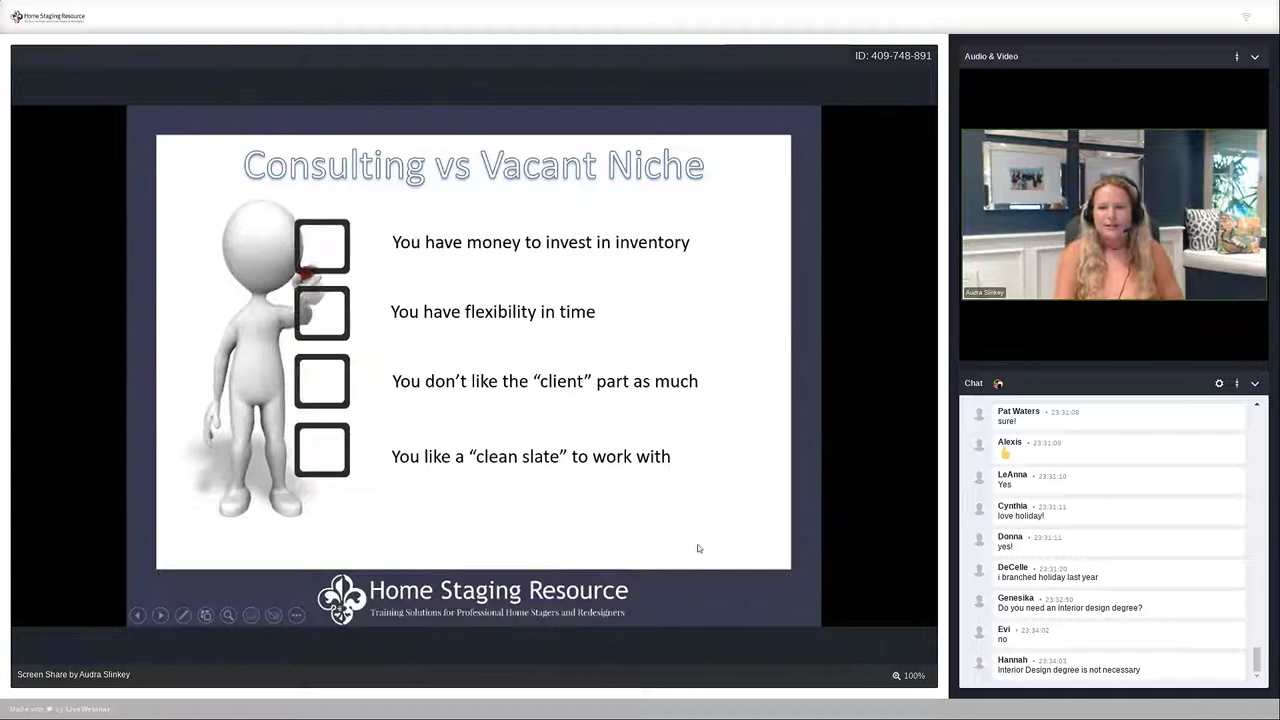 Home Staging Resource
ID: 409-748-891
Consulting vs Vacant Niche
You have money to invest in inventory
You have flexibility in time
You don’t like the “client” part as much
You like a “clean slate” to work with
Home Staging Resource
Training Solutions for Professional Home Stagers and Redesigners
Screen Share by Audra Slinkey
100%
Audio & Video
Audra Slinkey
Chat
Pat Waters • 23:31:08
sure!
Alexis • 23:31:09
LeAnna • 23:31:10
Yes
Cynthia • 23:31:11
love holiday!
Donna • 23:31:11
yes!
DeCelle • 23:31:20
i branched holiday last year
Genesika • 23:32:50
Do you need an interior design degree?
Evi • 23:34:02
no
Hannah • 23:34:03
Interior Design degree is not necessary
Made with by LiveWebinar